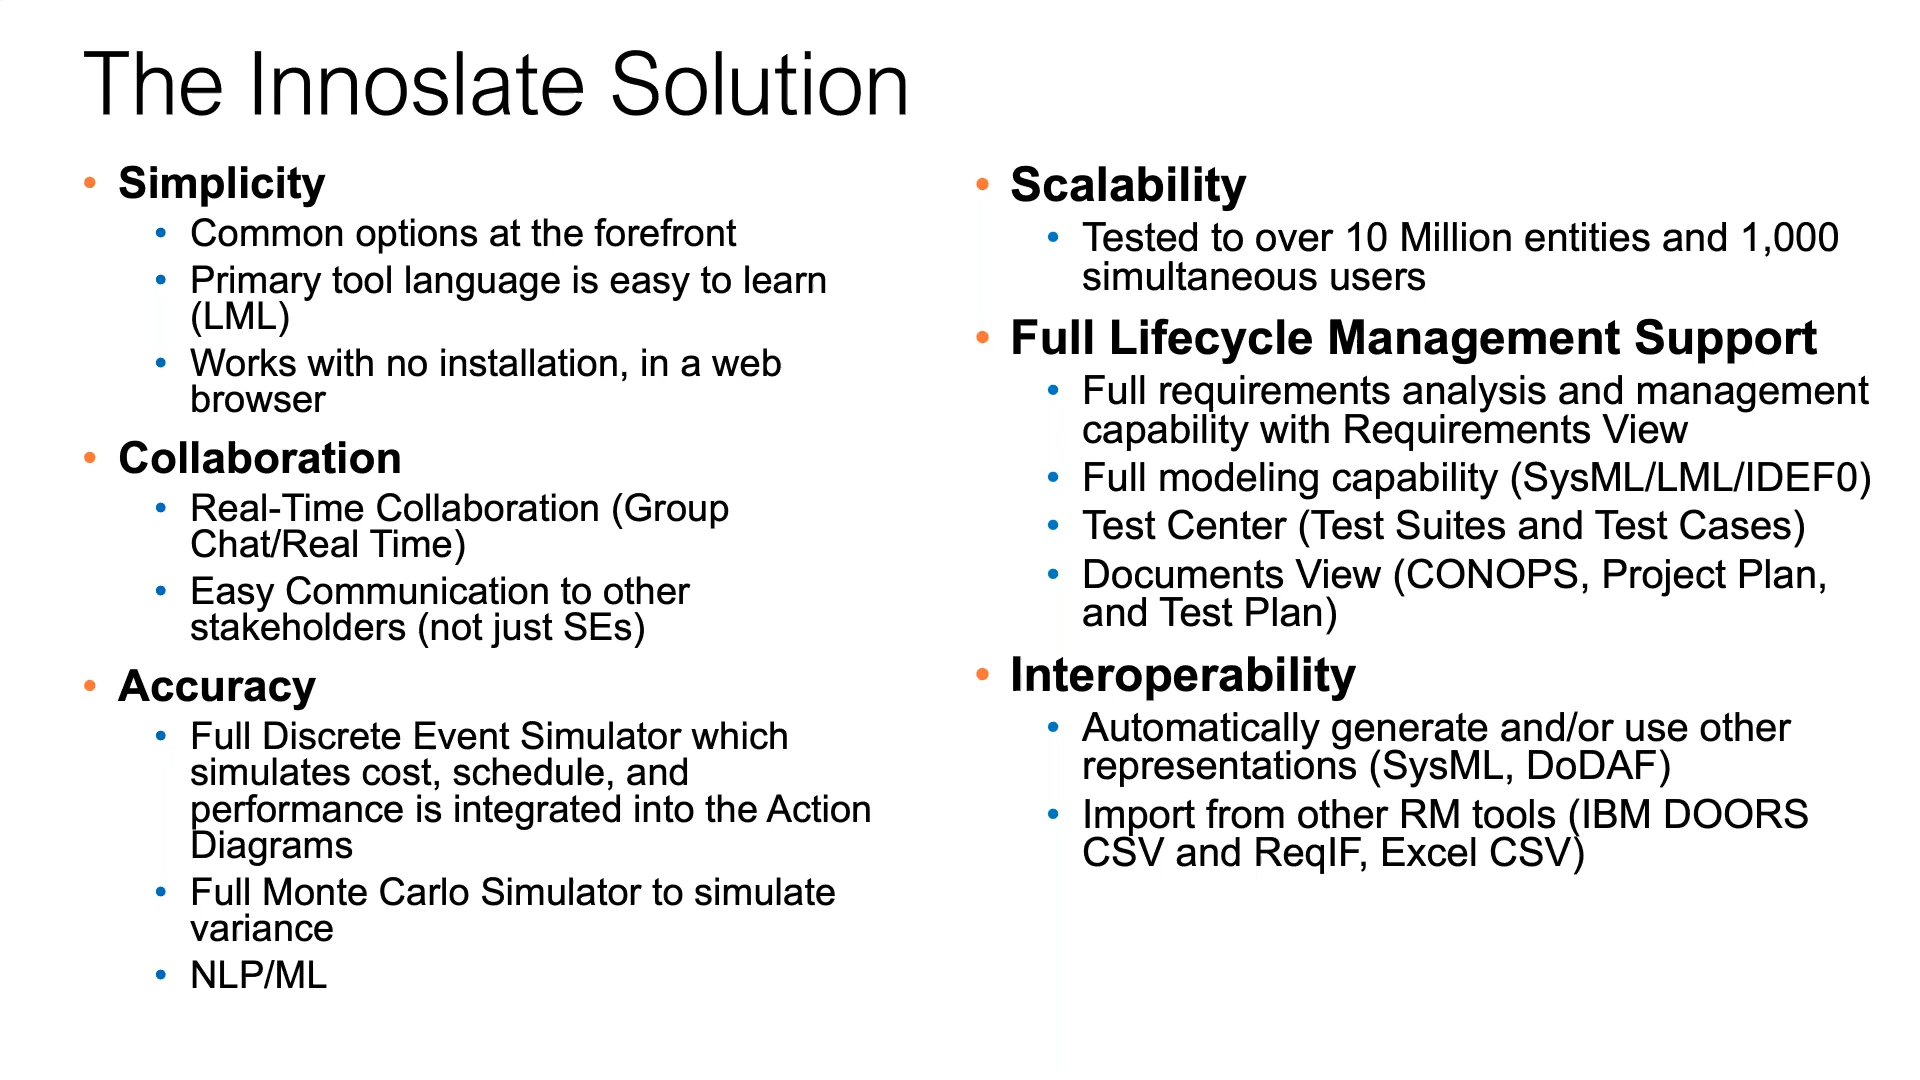 The Innoslate Solution
• Simplicity
• Common options at the forefront
• Primary tool language is easy to learn
(LML)
• Works with no installation, in a web
browser
• Collaboration
• Real-Time Collaboration (Group
Chat/Real Time)
• Easy Communication to other
stakeholders (not just SEs)
• Accuracy
• Full Discrete Event Simulator which
simulates cost, schedule, and
performance is integrated into the Action
Diagrams
• Full Monte Carlo Simulator to simulate
variance
• NLP/ML
• Scalability
• Tested to over 10 Million entities and 1,000
simultaneous users
• Full Lifecycle Management Support
• Full requirements analysis and management
capability with Requirements View
• Full modeling capability (SysML/LML/IDEF0)
• Test Center (Test Suites and Test Cases)
• Documents View (CONOPS, Project Plan,
and Test Plan)
• Interoperability
• Automatically generate and/or use other
representations (SysML, DoDAF)
• Import from other RM tools (IBM DOORS
CSV and ReqIF, Excel CSV)